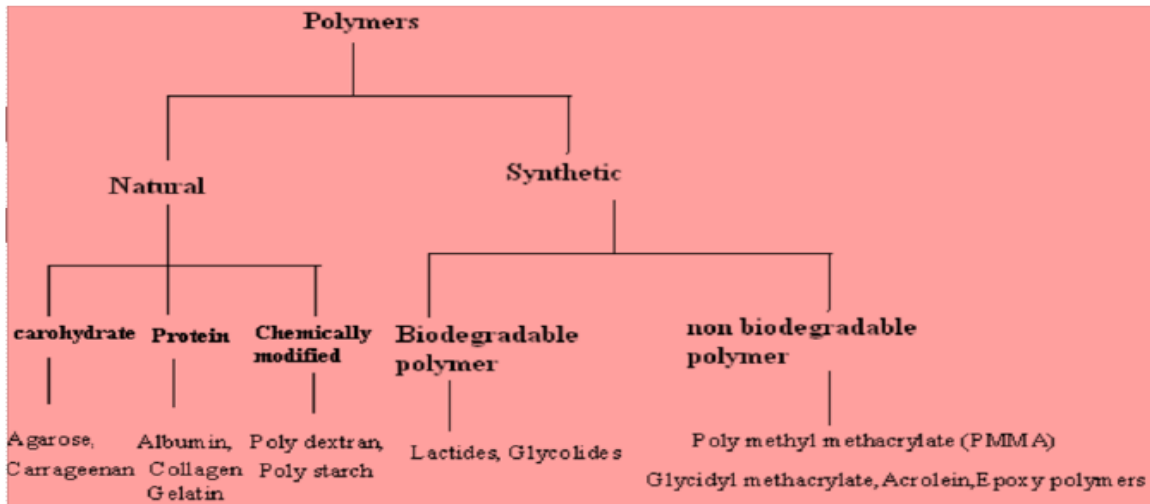 Polymers
Natural
Synthetic
carohydrate
Protein
Chemically
modified
Biodegradable
polymer
non biodegradable
polymer
Agarose,
Carrageenan
Albumin,
Collagen
Gelatin
Poly dextran,
Poly starch
Lactides, Glycolides
Poly methyl methacrylate (PMMA)
Glycidyl methacrylate, Acrolein,Epoxy polymers